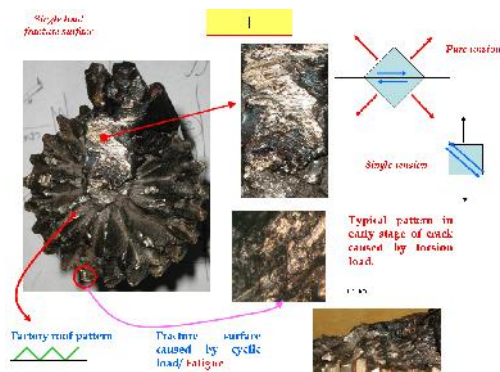 Single load
fracture surface
Pure tension
Single tension
Typical pattern in
early stage of crack
caused by torsion
load.
Factory roof pattern
Fracture surface
caused by cyclic
load/ Fatigue